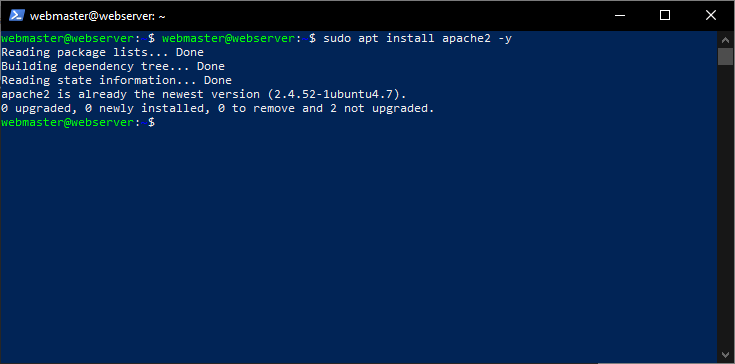 webmaster@webserver: ~
webmaster@webserver: $ webmaster@webserver: $ sudo apt install apache2 -y
Reading package lists... Done
Building dependency tree... Done
Reading state information... Done
apache2 is already the newest version (2.4.52-1ubuntu4.7).
0 upgraded, 0 newly installed, 0 to remove and 2 not upgraded.
webmaster@webserver: $